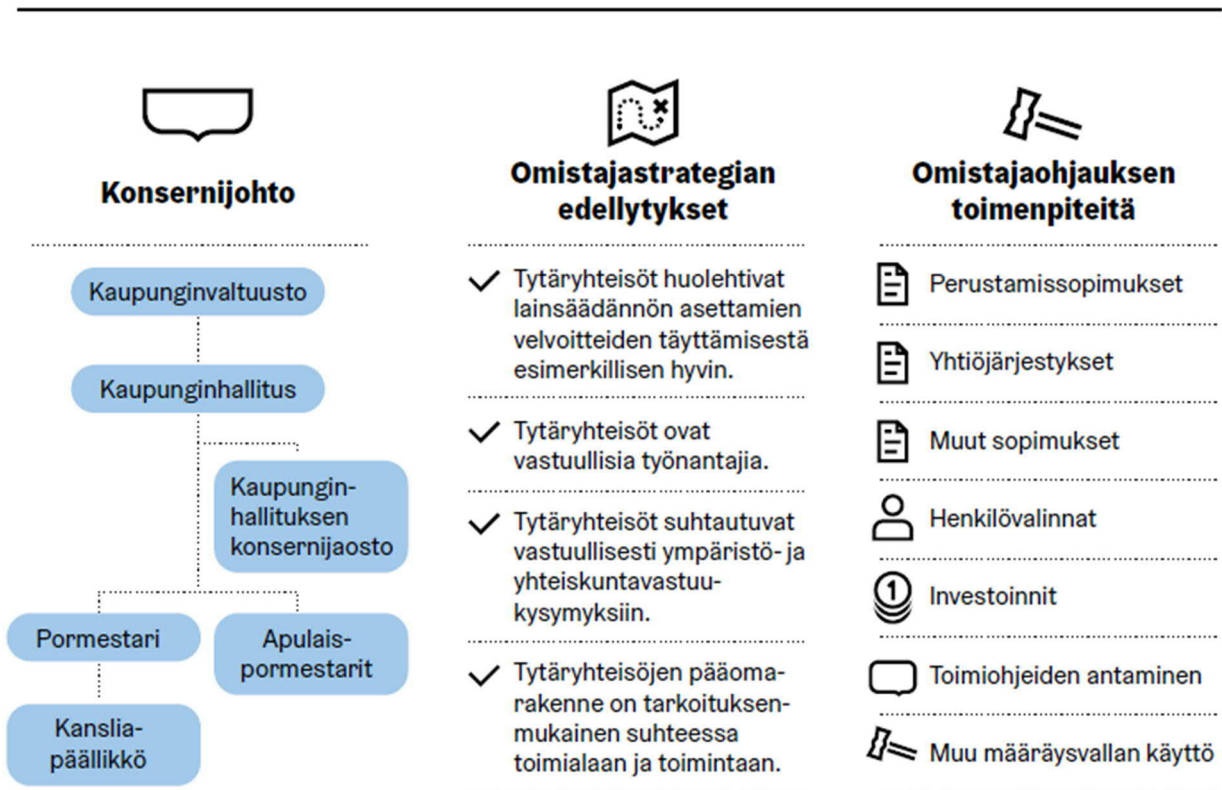 Konsernijohto
Kaupunginvaltuusto
Kaupunginhallitus
Kaupungin-
hallituksen
konsernijaosto
Pormestari
Apulais-
pormestarit
Kanslia-
päällikkö
Omistajastrategian
edellytykset
Tytäryhteisöt huolehtivat
lainsäädännön asettamien
velvoitteiden täyttämisestä
esimerkillisen hyvin.
Tytäryhteisöt ovat
vastuullisia työnantajia.
Tytäryhteisöt suhtautuvat
vastuullisesti ympäristö- ja
yhteiskuntavastuu-
kysymyksiin.
Tytäryhteisöjen pääoma-
rakenne on tarkoituksen-
mukainen suhteessa
toimialaan ja toimintaan.
Omistajaohjauksen
toimenpiteitä
Perustamissopimukset
Yhtiöjärjestykset
Muut sopimukset
Henkilövalinnat
1
Investoinnit
Toimiohjeiden antaminen
Muu määräysvallan käyttö